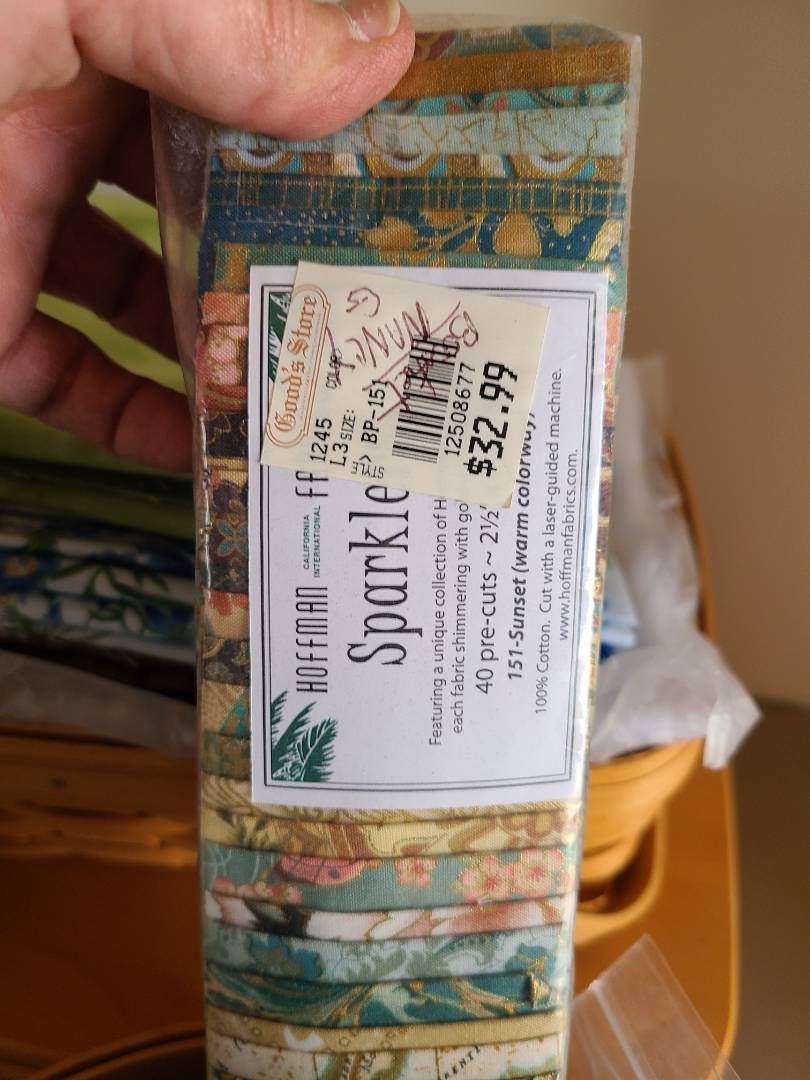 Good's Store
1245 COLOR:
L3 SIZE:
STYLE> BP-151
12508677
$32.99
HOFFMAN CALIFORNIA INTERNATIONAL
Sparkle
Featuring a unique collection of
each fabric shimmering with
40 pre-cuts ~ 2½"
151-Sunset (warm colorway)
100% Cotton. Cut with a laser-guided machine.
www.hoffmanfabrics.com.